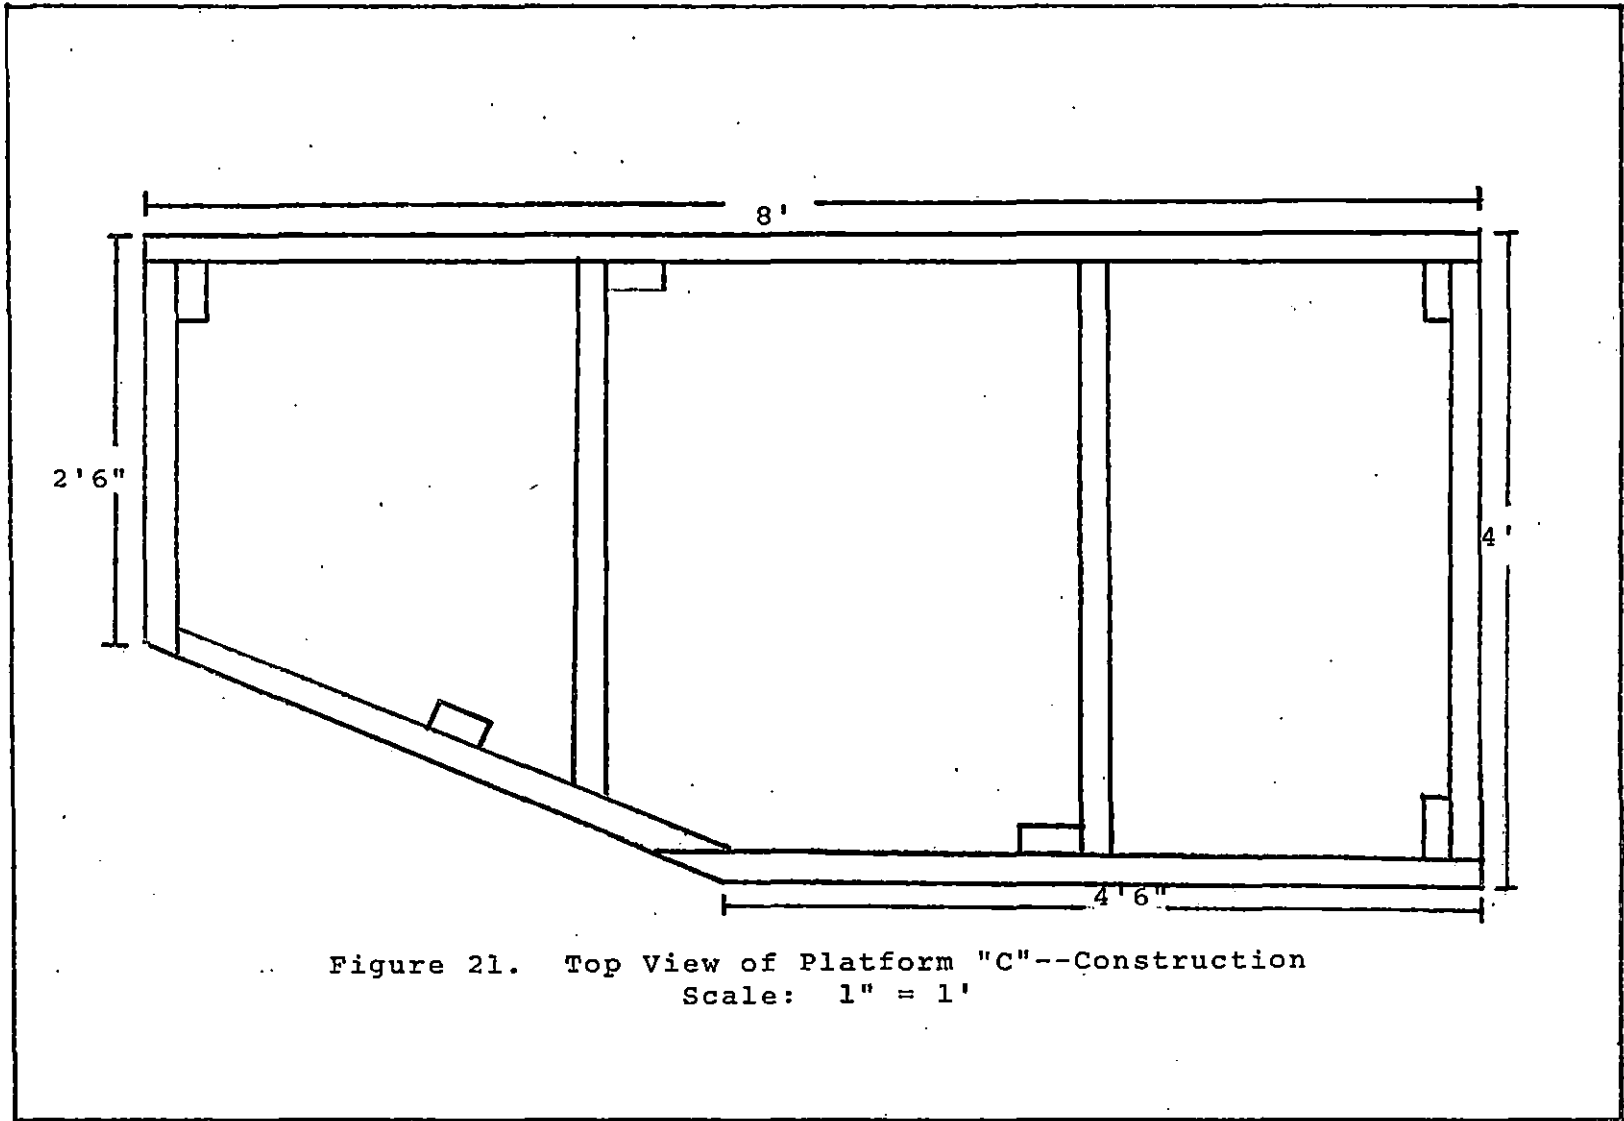 8'
2'6"
4'
4'6"
Figure 21. Top View of Platform "C"--Construction
Scale: 1" = 1'